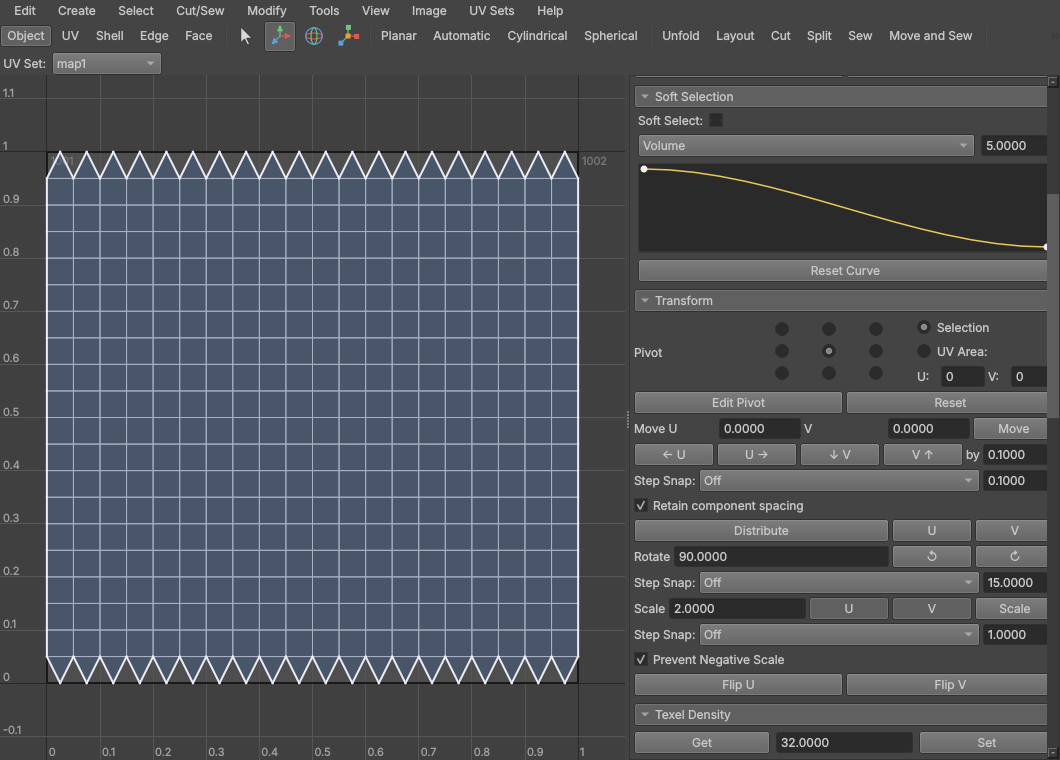 Edit Create Select Cut/Sew Modify Tools View Image UV Sets Help
Object UV Shell Edge Face Planar Automatic Cylindrical Spherical Unfold Layout Cut Split Sew Move and Sew
UV Set: map1
1.1
1
0.9
0.8
0.7
0.6
0.5
0.4
0.3
0.2
0.1
0
-0.1
0 0.1 0.2 0.3 0.4 0.5 0.6 0.7 0.8 0.9 1
1002
Soft Selection
Soft Select:
Volume 5.0000
Reset Curve
Transform
Pivot
Selection
UV Area:
U: 0 V: 0
Edit Pivot Reset
Move U 0.0000 V 0.0000 Move
← U U → ↓ V V ↑ by 0.1000
Step Snap: Off 0.1000
Retain component spacing
Distribute U V
Rotate 90.0000
Step Snap: Off 15.0000
Scale 2.0000 U V Scale
Step Snap: Off 1.0000
Prevent Negative Scale
Flip U Flip V
Texel Density
Get 32.0000 Set